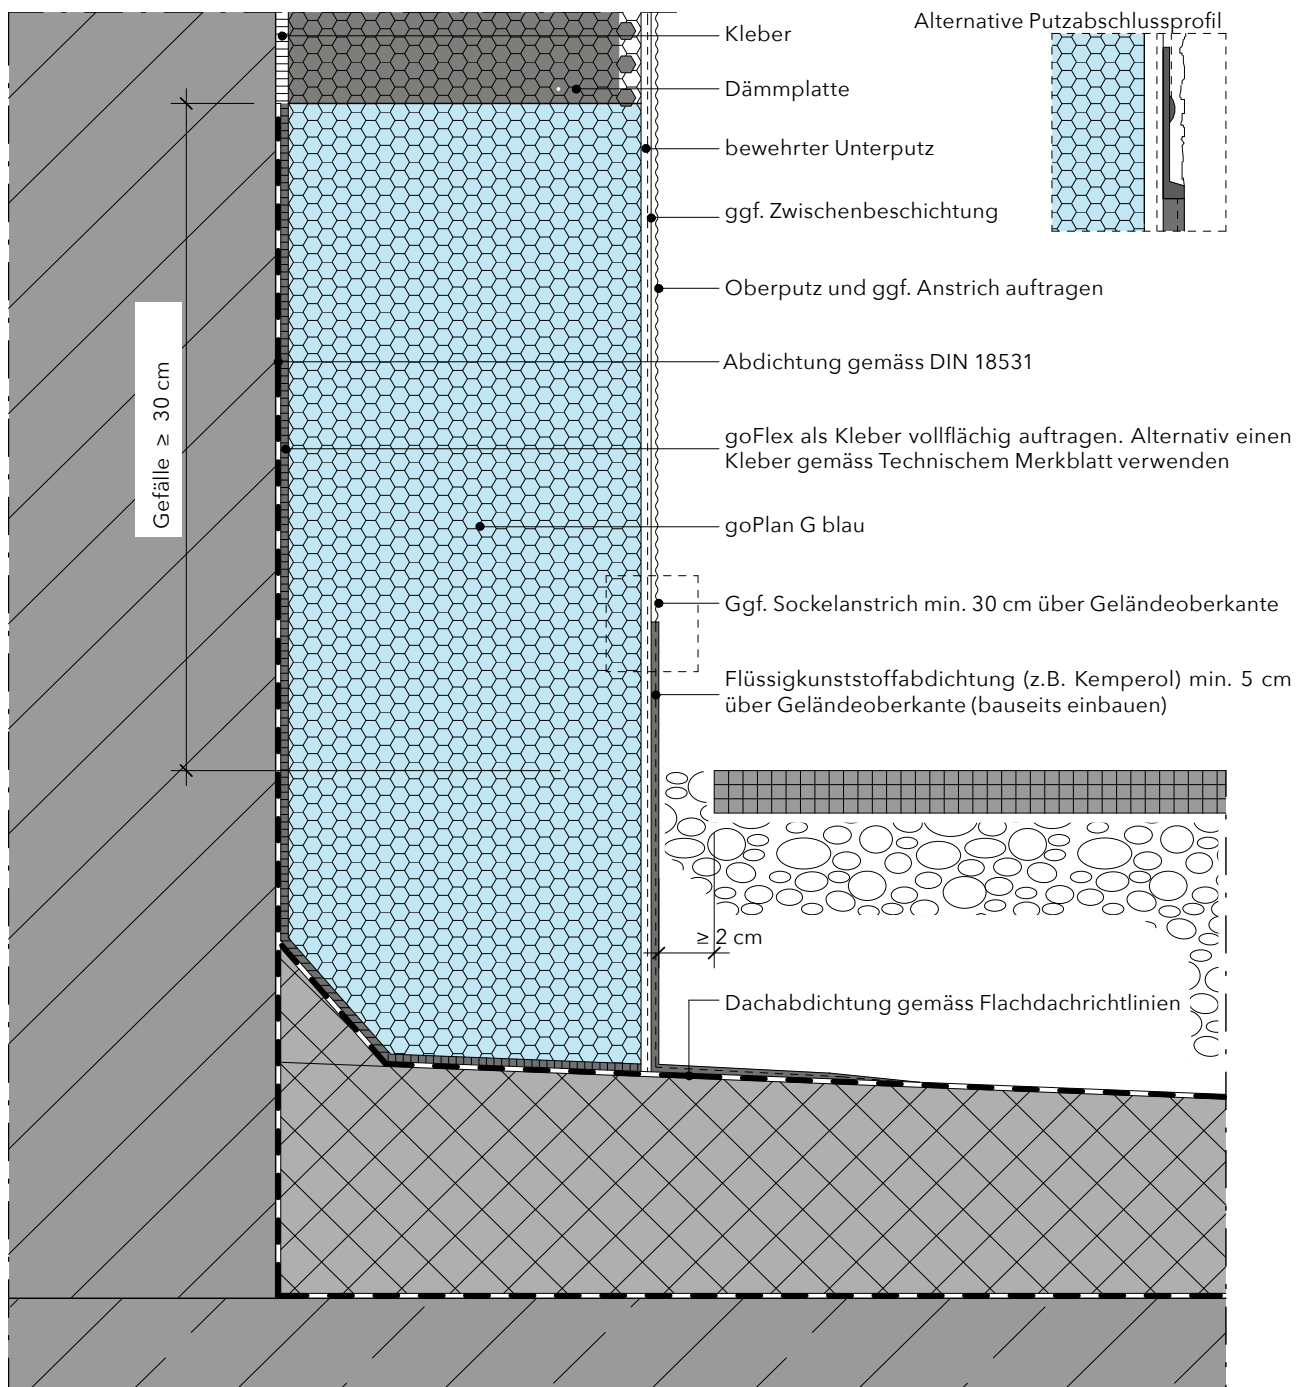 Alternative Putzabschlussprofil
Kleber
Dämmplatte
bewehrter Unterputz
ggf. Zwischenbeschichtung
Oberputz und ggf. Anstrich auftragen
Abdichtung gemäss DIN 18531
Gefälle ≥ 30 cm
goFlex als Kleber vollflächig auftragen. Alternativ einen
Kleber gemäss Technischem Merkblatt verwenden
goPlan G blau
Ggf. Sockelanstrich min. 30 cm über Geländeoberkante
Flüssigkunststoffabdichtung (z.B. Kemperol) min. 5 cm
über Geländeoberkante (bauseits einbauen)
≥ 2 cm
Dachabdichtung gemäss Flachdachrichtlinien